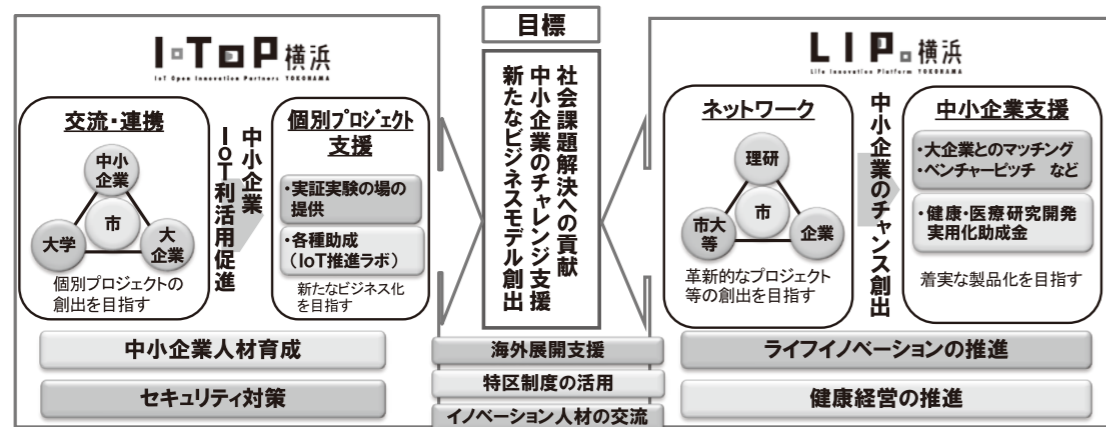 I・TOP 横浜
IoT Open Innovation Partners YOKOHAMA
交流・連携
中小
企業
市
大学
大
企業
個別プロジェクトの
創出を目指す
中小企業
IOT利活用促進
個別プロジェクト
支援
・実証実験の場の
提供
・各種助成
(IoT推進ラボ)
新たなビジネス化
を目指す
中小企業人材育成
セキュリティ対策
目標
社会課題解決への貢献
中小企業のチャレンジ支援
新たなビジネスモデル創出
海外展開支援
特区制度の活用
イノベーション人材の交流
LIP.横浜
Life Innovation Platform YOKOHAMA
ネットワーク
理研
市
市大
等
企業
革新的なプロジェクト
等の創出を目指す
中小企業のチャンス創出
中小企業支援
・大企業とのマッチング
・ベンチャーピッチ など
・健康・医療研究開発
実用化助成金
着実な製品化を目指す
ライフイノベーションの推進
健康経営の推進